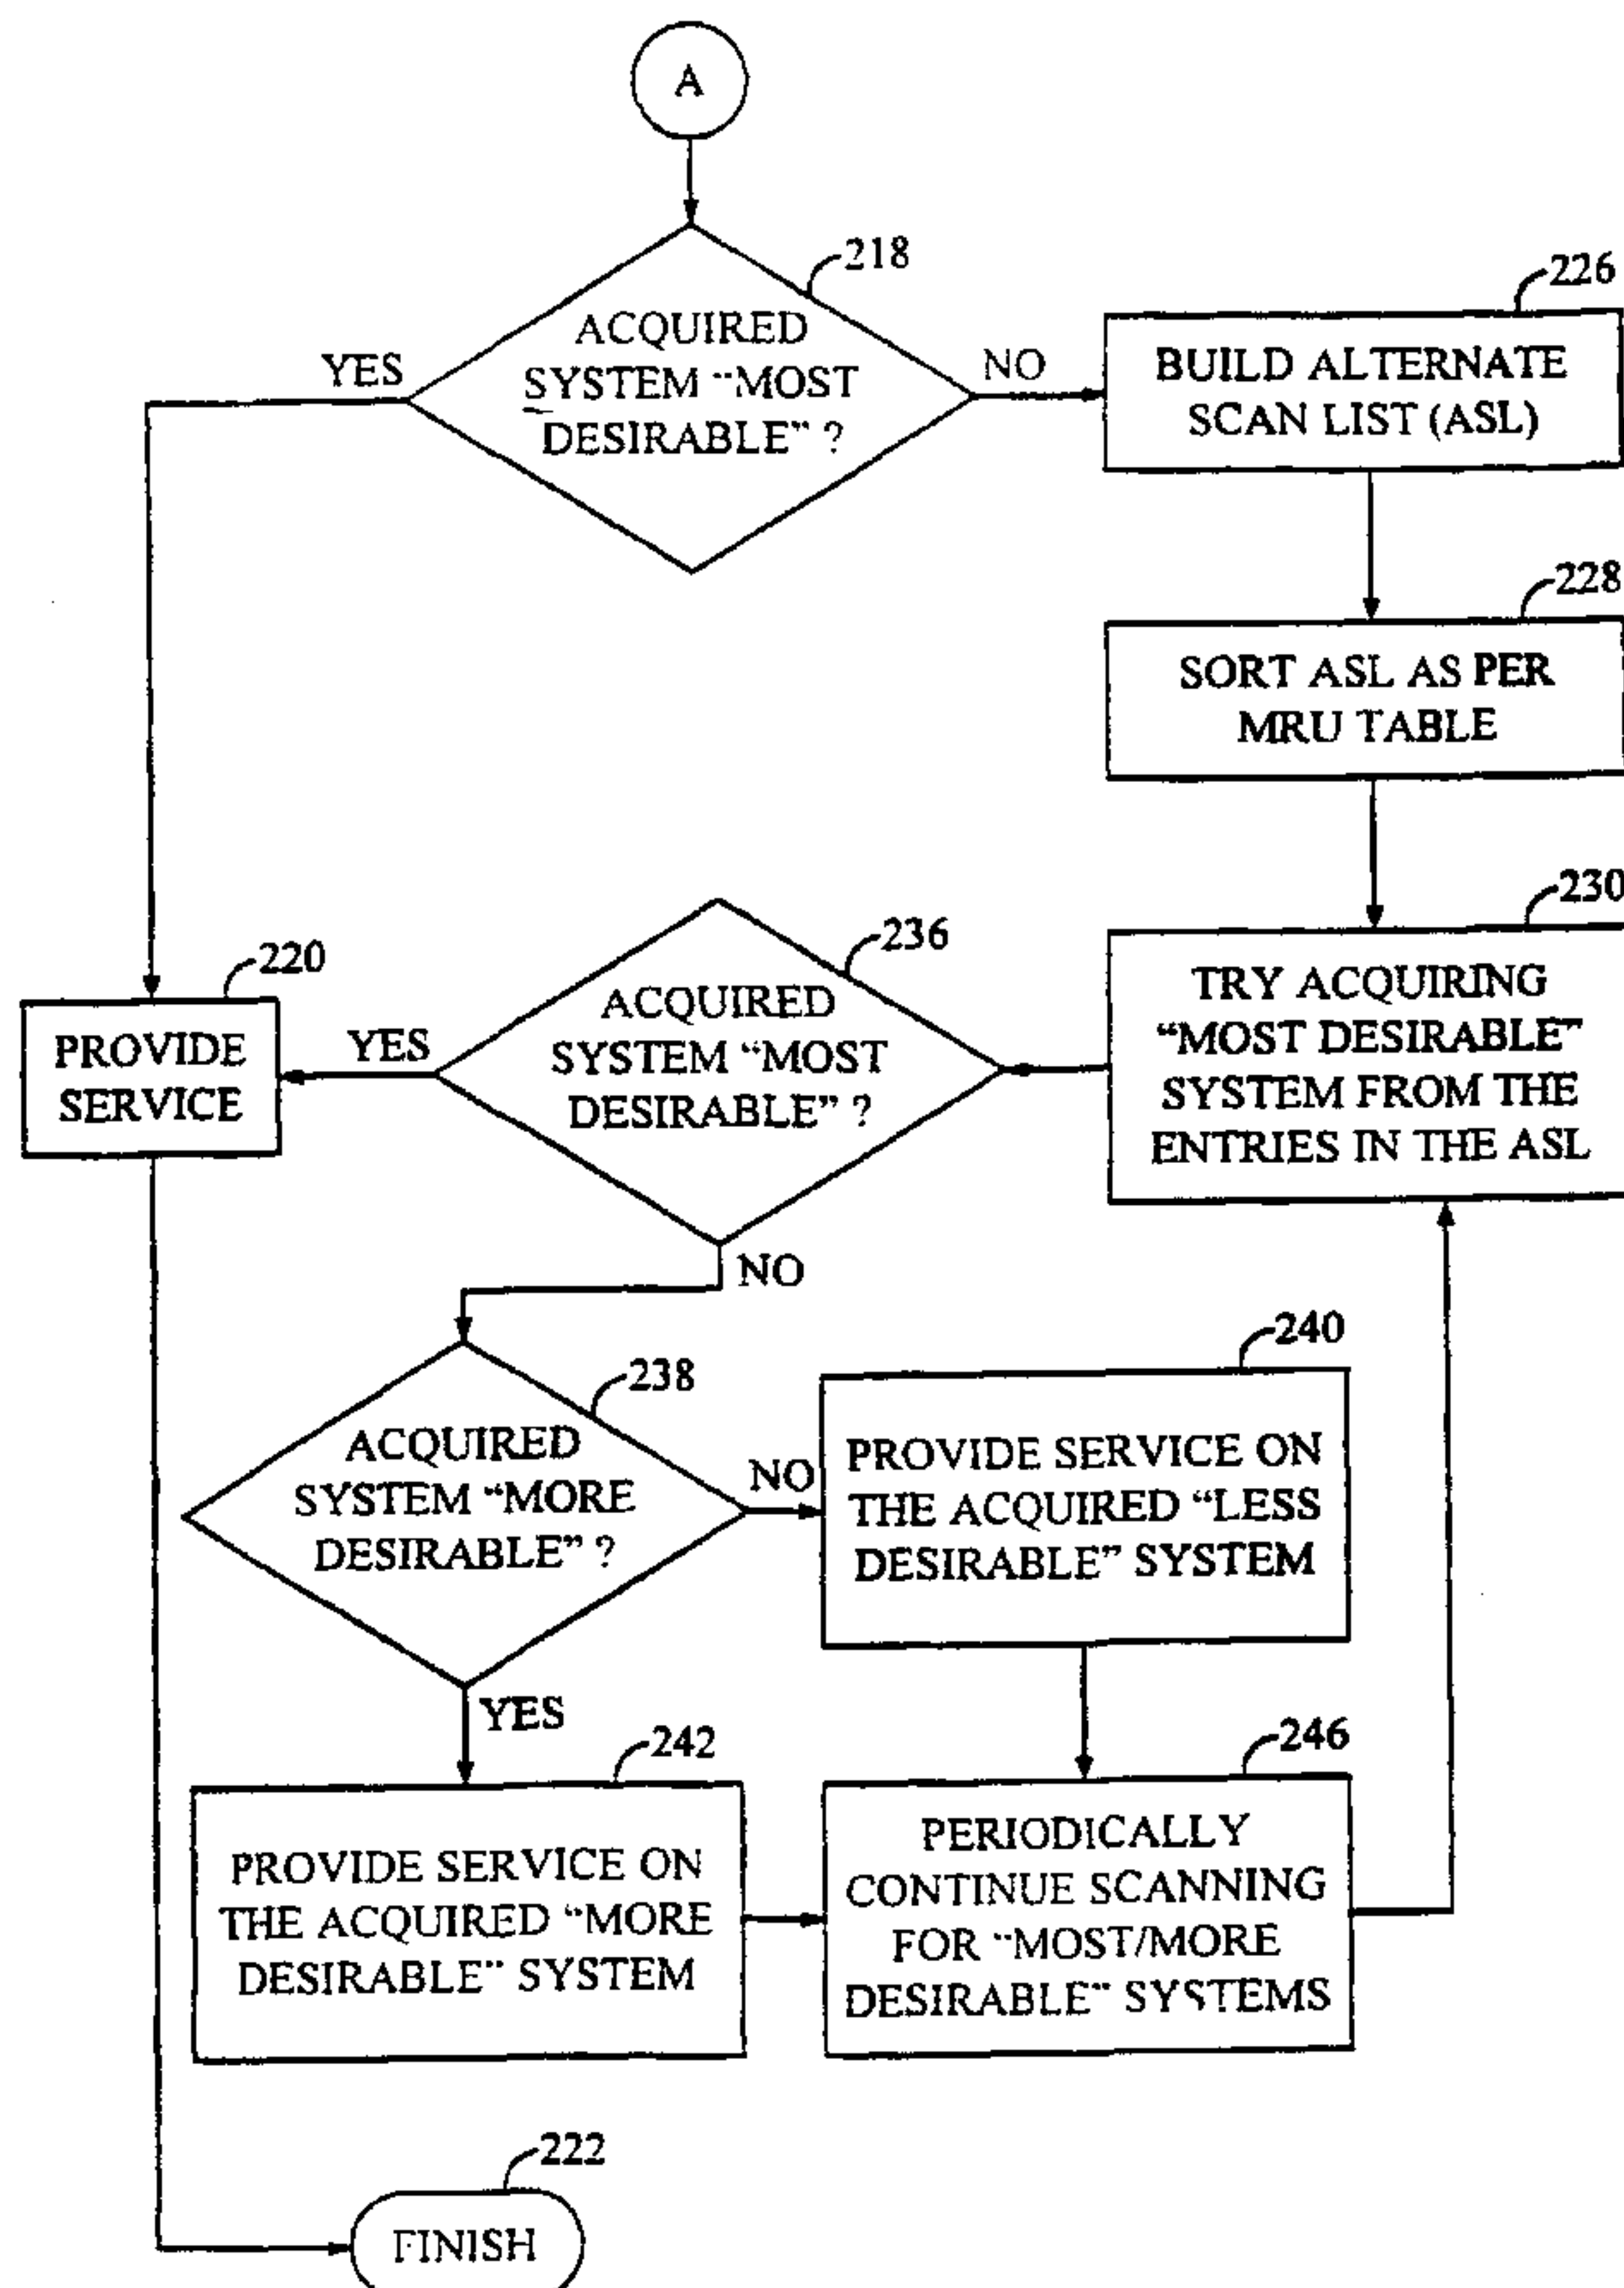 A
218
ACQUIRED
SYSTEM "MOST
DESIRABLE" ?
YES
NO
226
BUILD ALTERNATE
SCAN LIST (ASL)
228
SORT ASL AS PER
MRU TABLE
230
TRY ACQUIRING
"MOST DESIRABLE"
SYSTEM FROM THE
ENTRIES IN THE ASL
236
ACQUIRED
SYSTEM "MOST
DESIRABLE" ?
YES
220
PROVIDE
SERVICE
NO
238
ACQUIRED
SYSTEM "MORE
DESIRABLE" ?
NO
240
PROVIDE SERVICE ON
THE ACQUIRED "LESS
DESIRABLE" SYSTEM
YES
242
PROVIDE SERVICE ON
THE ACQUIRED "MORE
DESIRABLE" SYSTEM
246
PERIODICALLY
CONTINUE SCANNING
FOR "MOST/MORE
DESIRABLE" SYSTEMS
222
FINISH